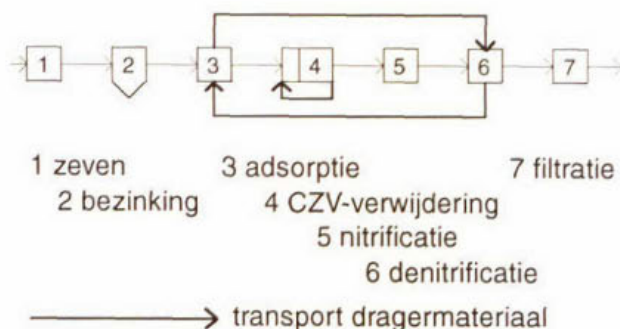 1 2 3 4 5 6 7
1 zeven 3 adsorptie 7 filtratie
2 bezinking 4 CZV-verwijdering
5 nitrificatie
6 denitrificatie
transport dragermateriaal